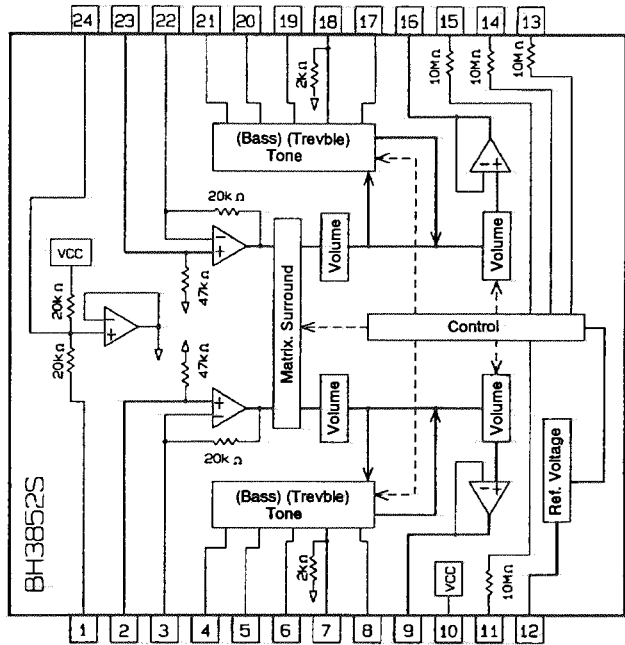 24 23 22 21 20 19 18 17 16 15 14 13
2kΩ
10MΩ
10MΩ
10MΩ
(Bass) (Trevble)
Tone
20kΩ
VCC
Volume
Volume
47kΩ
20kΩ
Matrix. Surround
Control
20kΩ
47kΩ
Volume
Volume
20kΩ
Ref. Voltage
(Bass) (Trevble)
Tone
BH3852S
2kΩ
VCC
10MΩ
1 2 3 4 5 6 7 8 9 10 11 12